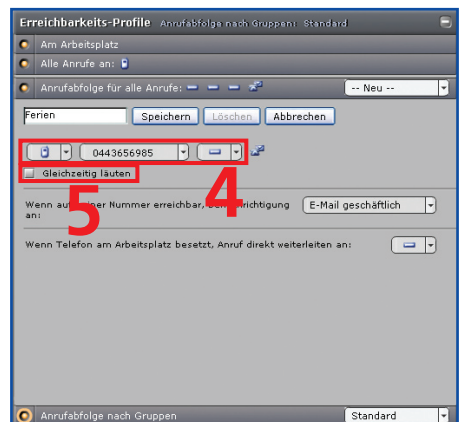 Erreichbarkeits-Profile Anrufabfolge nach Gruppen: Standard
Am Arbeitsplatz
Alle Anrufe an:
Anrufabfolge für alle Anrufe: -- Neu --
Ferien Speichern Löschen Abbrechen
0443656985
4
Gleichzeitig läuten
5
Wenn auf einer Nummer erreichbar, E-Mail geschäftlich
an:
Wenn Telefon am Arbeitsplatz besetzt, Anruf direkt weiterleiten an:
Anrufabfolge nach Gruppen Standard